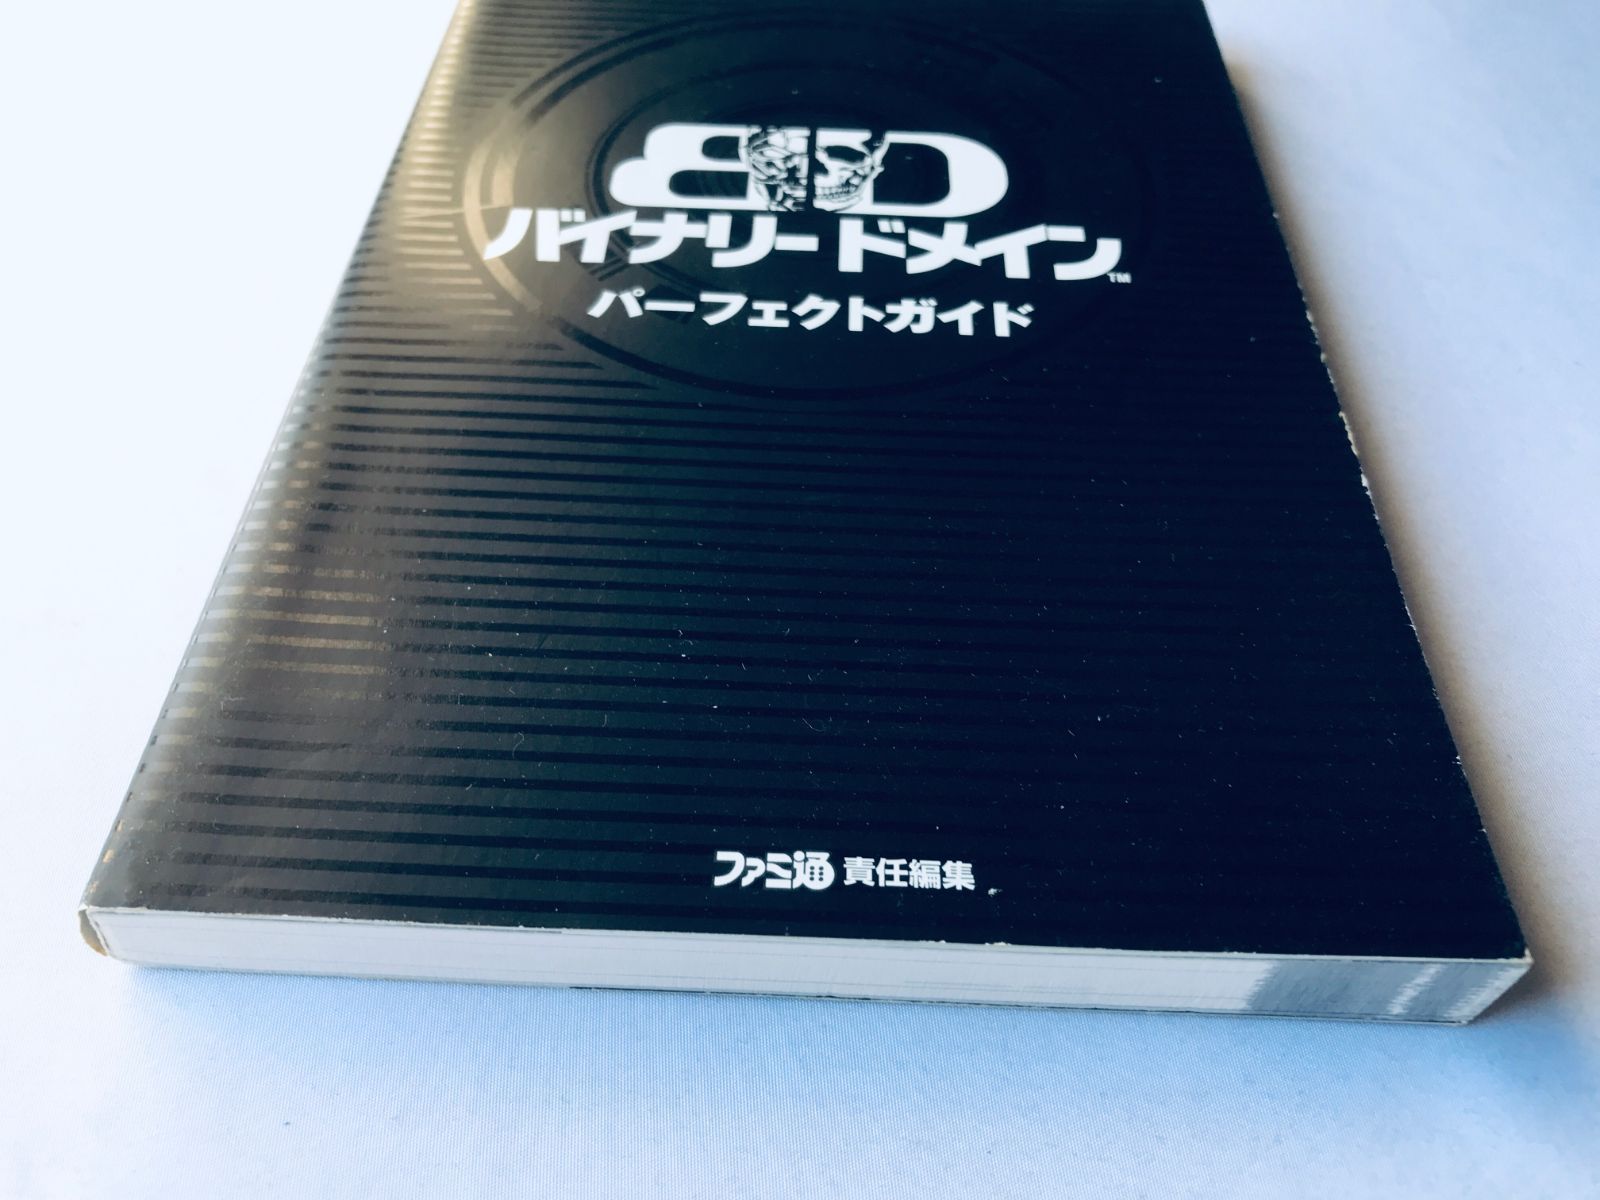 BD
バイナリー ドメイン™
パーフェクトガイド
ファミ通 責任編集